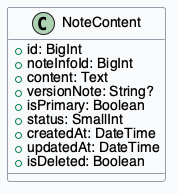 C NoteContent
id: BigInt
noteInfoId: BigInt
content: Text
versionNote: String?
isPrimary: Boolean
status: SmallInt
createdAt: DateTime
updatedAt: DateTime
isDeleted: Boolean